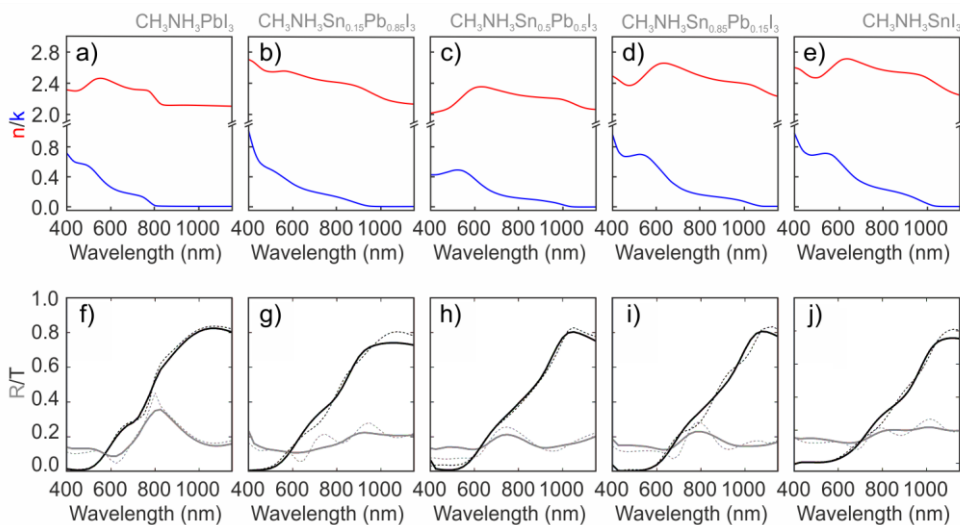 CH3NH3PbI3 CH3NH3Sn0.15Pb0.85I3 CH3NH3Sn0.5Pb0.5I3 CH3NH3Sn0.85Pb0.15I3 CH3NH3SnI3
a) b) c) d) e)
2.8
2.4
2.0
n/k
0.8
0.4
0.0
400 600 800 1000 400 600 800 1000 400 600 800 1000 400 600 800 1000 400 600 800 1000
Wavelength (nm) Wavelength (nm) Wavelength (nm) Wavelength (nm) Wavelength (nm)
f) g) h) i) j)
1.0
0.8
0.6
R/T
0.4
0.2
0.0
400 600 800 1000 400 600 800 1000 400 600 800 1000 400 600 800 1000 400 600 800 1000
Wavelength (nm) Wavelength (nm) Wavelength (nm) Wavelength (nm) Wavelength (nm)